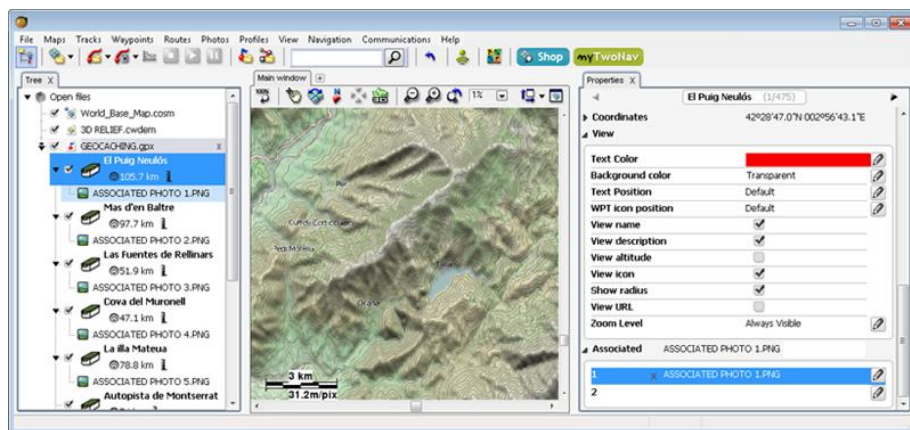 File Maps Tracks Waypoints Routes Photos Profiles View Navigation Communications Help
Shop
myTwoNav
Tree X
Open files
World_Base_Map.cosm
3D RELIEF.cwdem
GEOCACHING.gpx x
El Puig Neulós
105.7 km
ASSOCIATED PHOTO 1.PNG
Mas d'en Baltre
97.7 km
ASSOCIATED PHOTO 2.PNG
Las Fuentes de Rellinars
51.9 km
ASSOCIATED PHOTO 3.PNG
Cova del Muronell
47.1 km
ASSOCIATED PHOTO 4.PNG
La illa Mateua
78.8 km
ASSOCIATED PHOTO 5.PNG
Autopista de Montserrat
Main window
100%
1%
3 km
31.2m/pix
Properties X
El Puig Neulós (1/475)
Coordinates 42º28'47.0"N 002º56'43.1"E
View
Text Color
Background color Transparent
Text Position Default
WPT icon position Default
View name
View description
View altitude
View icon
Show radius
View URL
Zoom Level Always Visible
Associated ASSOCIATED PHOTO 1.PNG
1 x ASSOCIATED PHOTO 1.PNG
2